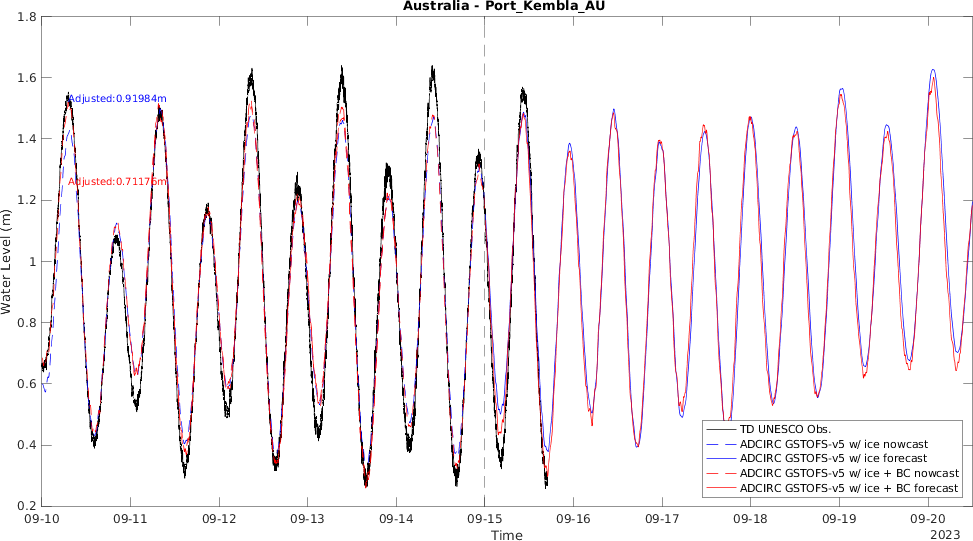 Australia - Port_Kembla_AU
1.8
1.6
1.4
1.2
1
0.8
0.6
0.4
0.2
Water Level (m)
Adjusted:0.91984m
Adjusted:0.71176m
TD UNESCO Obs.
ADCIRC GSTOFS-v5 w/ ice nowcast
ADCIRC GSTOFS-v5 w/ ice forecast
ADCIRC GSTOFS-v5 w/ ice + BC nowcast
ADCIRC GSTOFS-v5 w/ ice + BC forecast
09-10 09-11 09-12 09-13 09-14 09-15 09-16 09-17 09-18 09-19 09-20
2023
Time